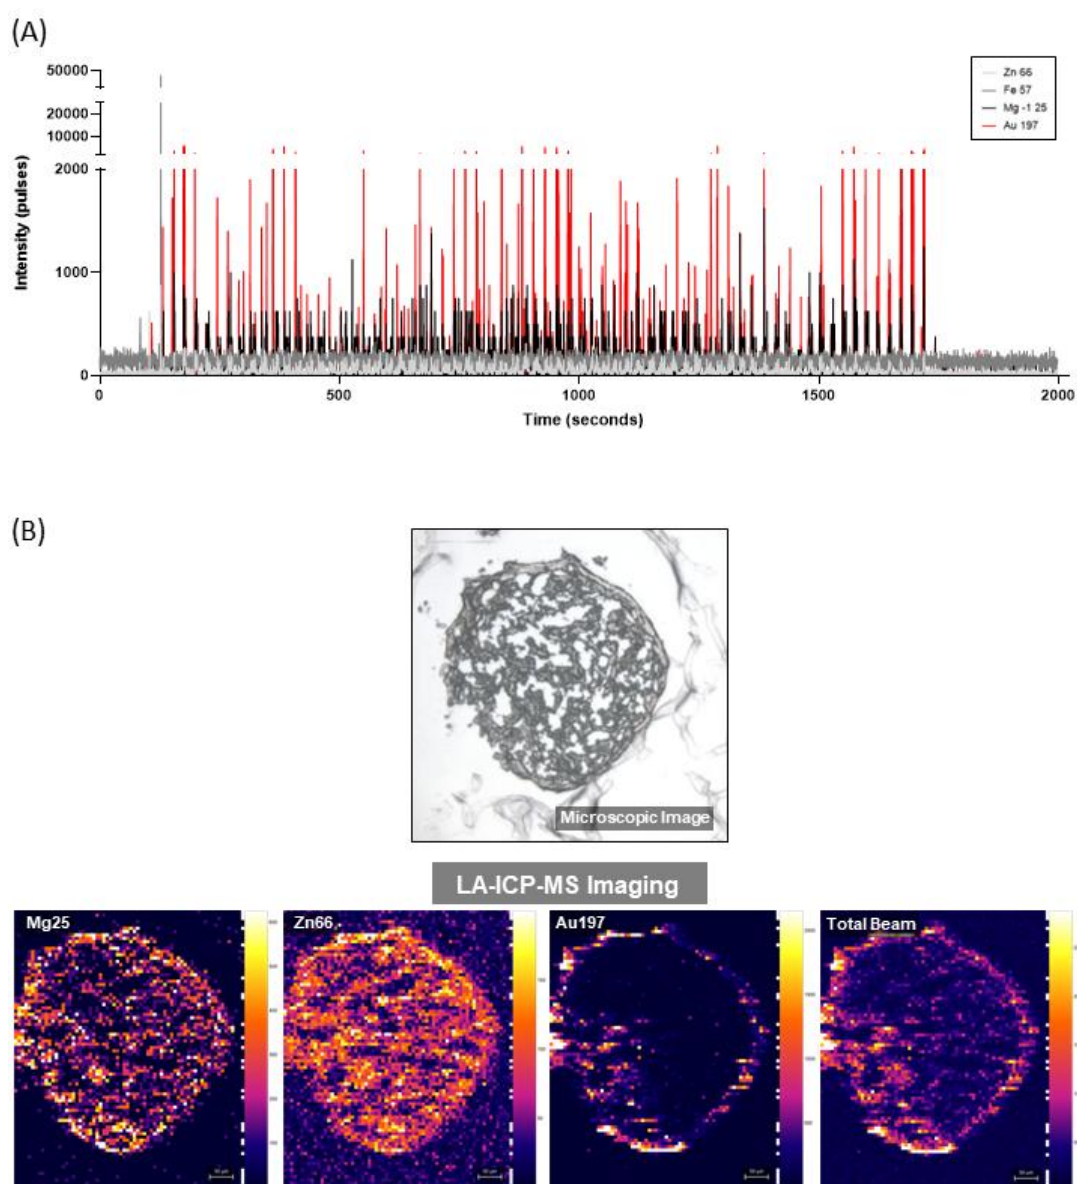 (A)
50000
20000
10000
2000
1000
0
Intensity (pulses)
Zn 66
Fe 57
Mg -1 25
Au 197
0 500 1000 1500 2000
Time (seconds)
(B)
Microscopic Image
LA-ICP-MS Imaging
Mg25 Zn66 Au197 Total Beam